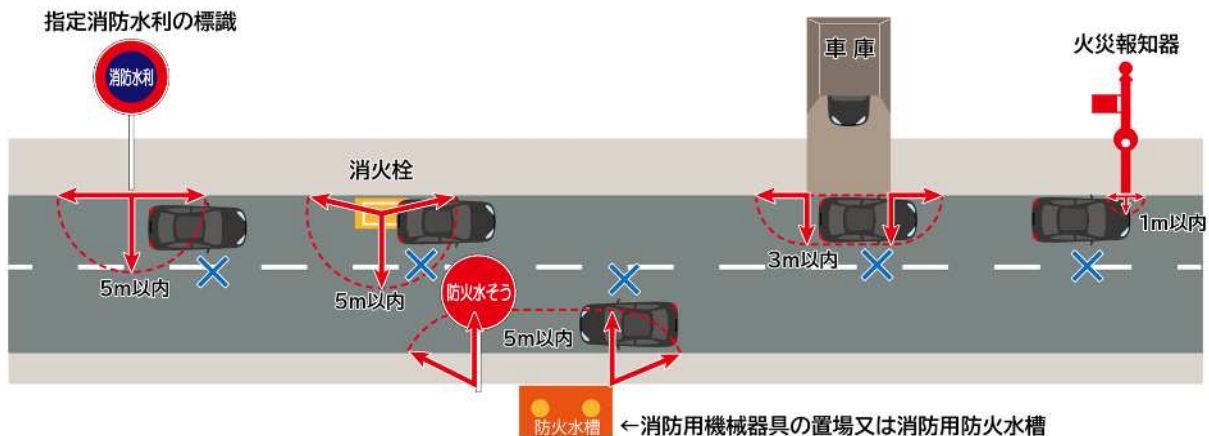 指定消防水利の標識
消防水利
5m以内
消火栓
5m以内
防火水そう
5m以内
防火水槽
←消防用機械器具の置場又は消防用防火水槽
車庫
3m以内
火災報知器
1m以内